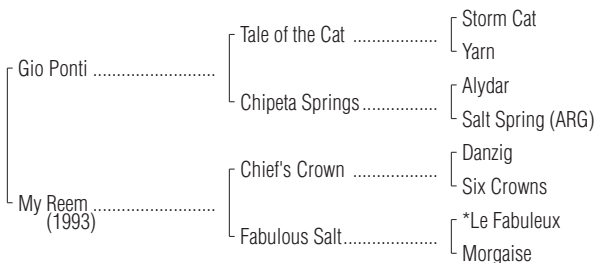 Storm Cat
Tale of the Cat ..................
Yarn
Gio Ponti ..........................
Alydar
Chipeta Springs................
Salt Spring (ARG)
Danzig
Chief's Crown ..................
Six Crowns
My Reem ..........................
(1993)
*Le Fabuleux
Fabulous Salt....................
Morgaise